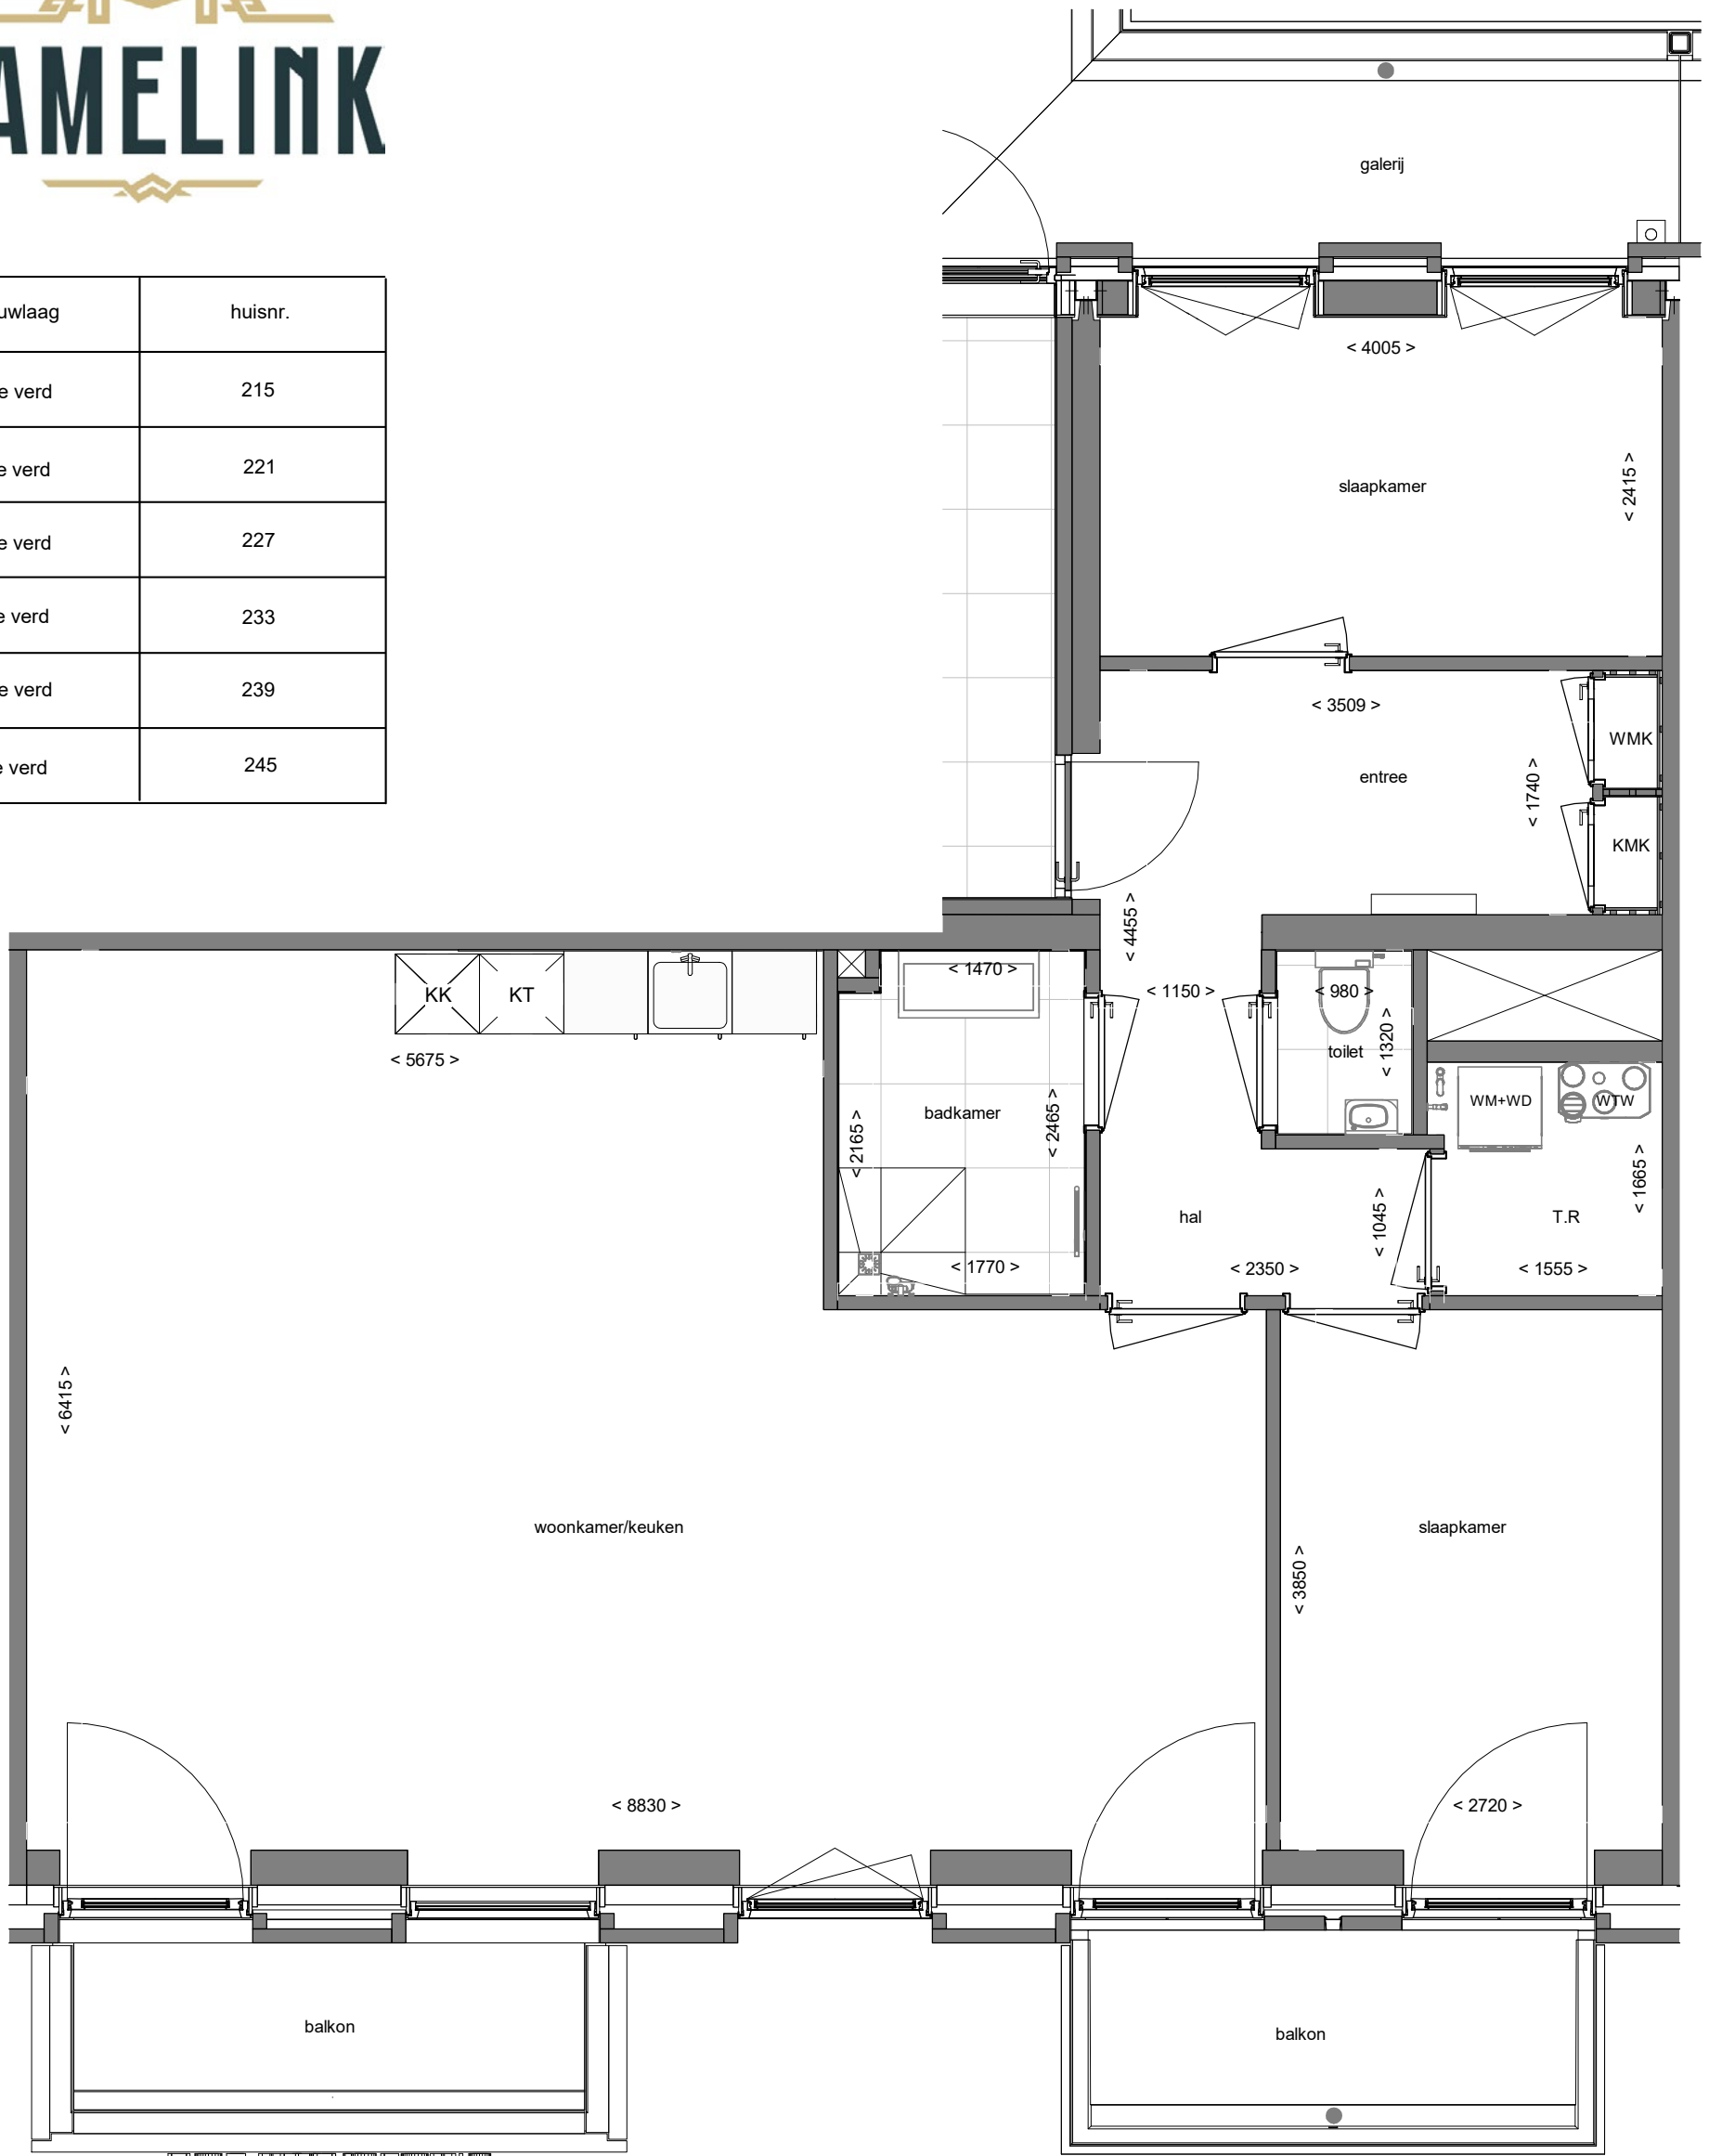 AMELINK
uwlaag huisnr.
e verd 215
e verd 221
e verd 227
e verd 233
e verd 239
e verd 245
galerij
< 4005 >
slaapkamer
< 2415 >
< 3509 >
WMK
entree
< 1740 >
KMK
< 4455 >
KK
KT
< 5675 >
< 1470 >
< 1150 >
< 980 >
toilet
< 1320 >
badkamer
< 2165 >
< 2465 >
< 1770 >
WM+WD
WTW
< 1665 >
hal
< 1045 >
T.R
< 2350 >
< 1555 >
< 6415 >
woonkamer/keuken
slaapkamer
< 3850 >
< 8830 >
< 2720 >
balkon
balkon